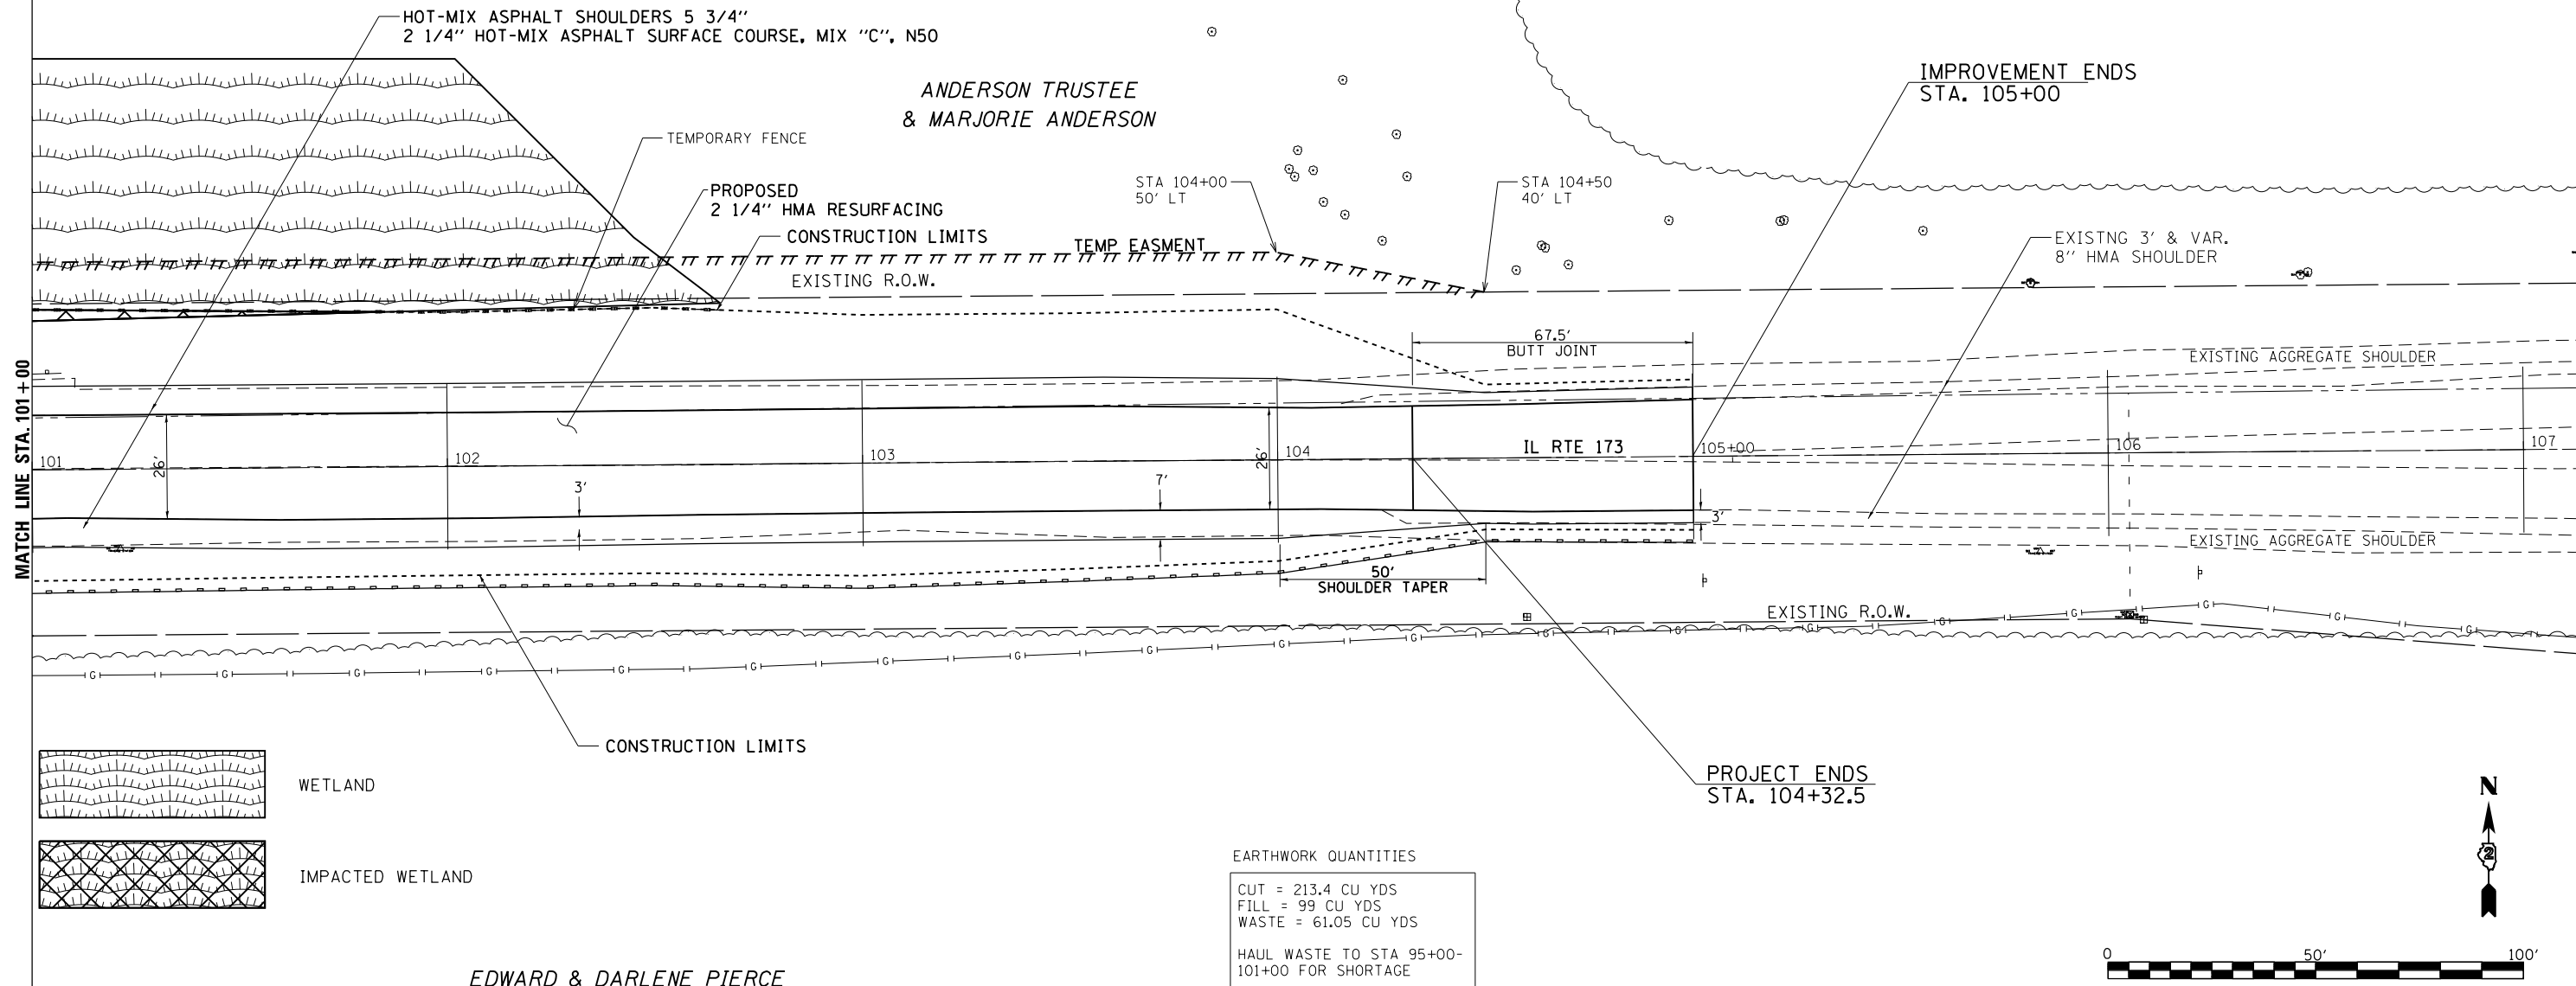 HOT-MIX ASPHALT SHOULDERS 5 3/4"
2 1/4" HOT-MIX ASPHALT SURFACE COURSE, MIX "C", N50
ANDERSON TRUSTEE
& MARJORIE ANDERSON
IMPROVEMENT ENDS
STA. 105+00
TEMPORARY FENCE
PROPOSED
2 1/4" HMA RESURFACING
CONSTRUCTION LIMITS
STA 104+00
50' LT
STA 104+50
40' LT
TEMP EASMENT
EXISTING R.O.W.
EXISTNG 3' & VAR.
8" HMA SHOULDER
67.5'
BUTT JOINT
EXISTING AGGREGATE SHOULDER
MATCH LINE STA. 101+00
101
26'
102
103
26'
104
IL RTE 173
105+00
106
107
3'
7'
3'
EXISTING AGGREGATE SHOULDER
50'
SHOULDER TAPER
EXISTING R.O.W.
G G G G G G G G G G G G G G G G G G G
CONSTRUCTION LIMITS
PROJECT ENDS
STA. 104+32.5
WETLAND
IMPACTED WETLAND
N
2
EARTHWORK QUANTITIES
CUT = 213.4 CU YDS
FILL = 99 CU YDS
WASTE = 61.05 CU YDS
HAUL WASTE TO STA 95+00-
101+00 FOR SHORTAGE
0 50' 100'
EDWARD & DARLENE PIERCE